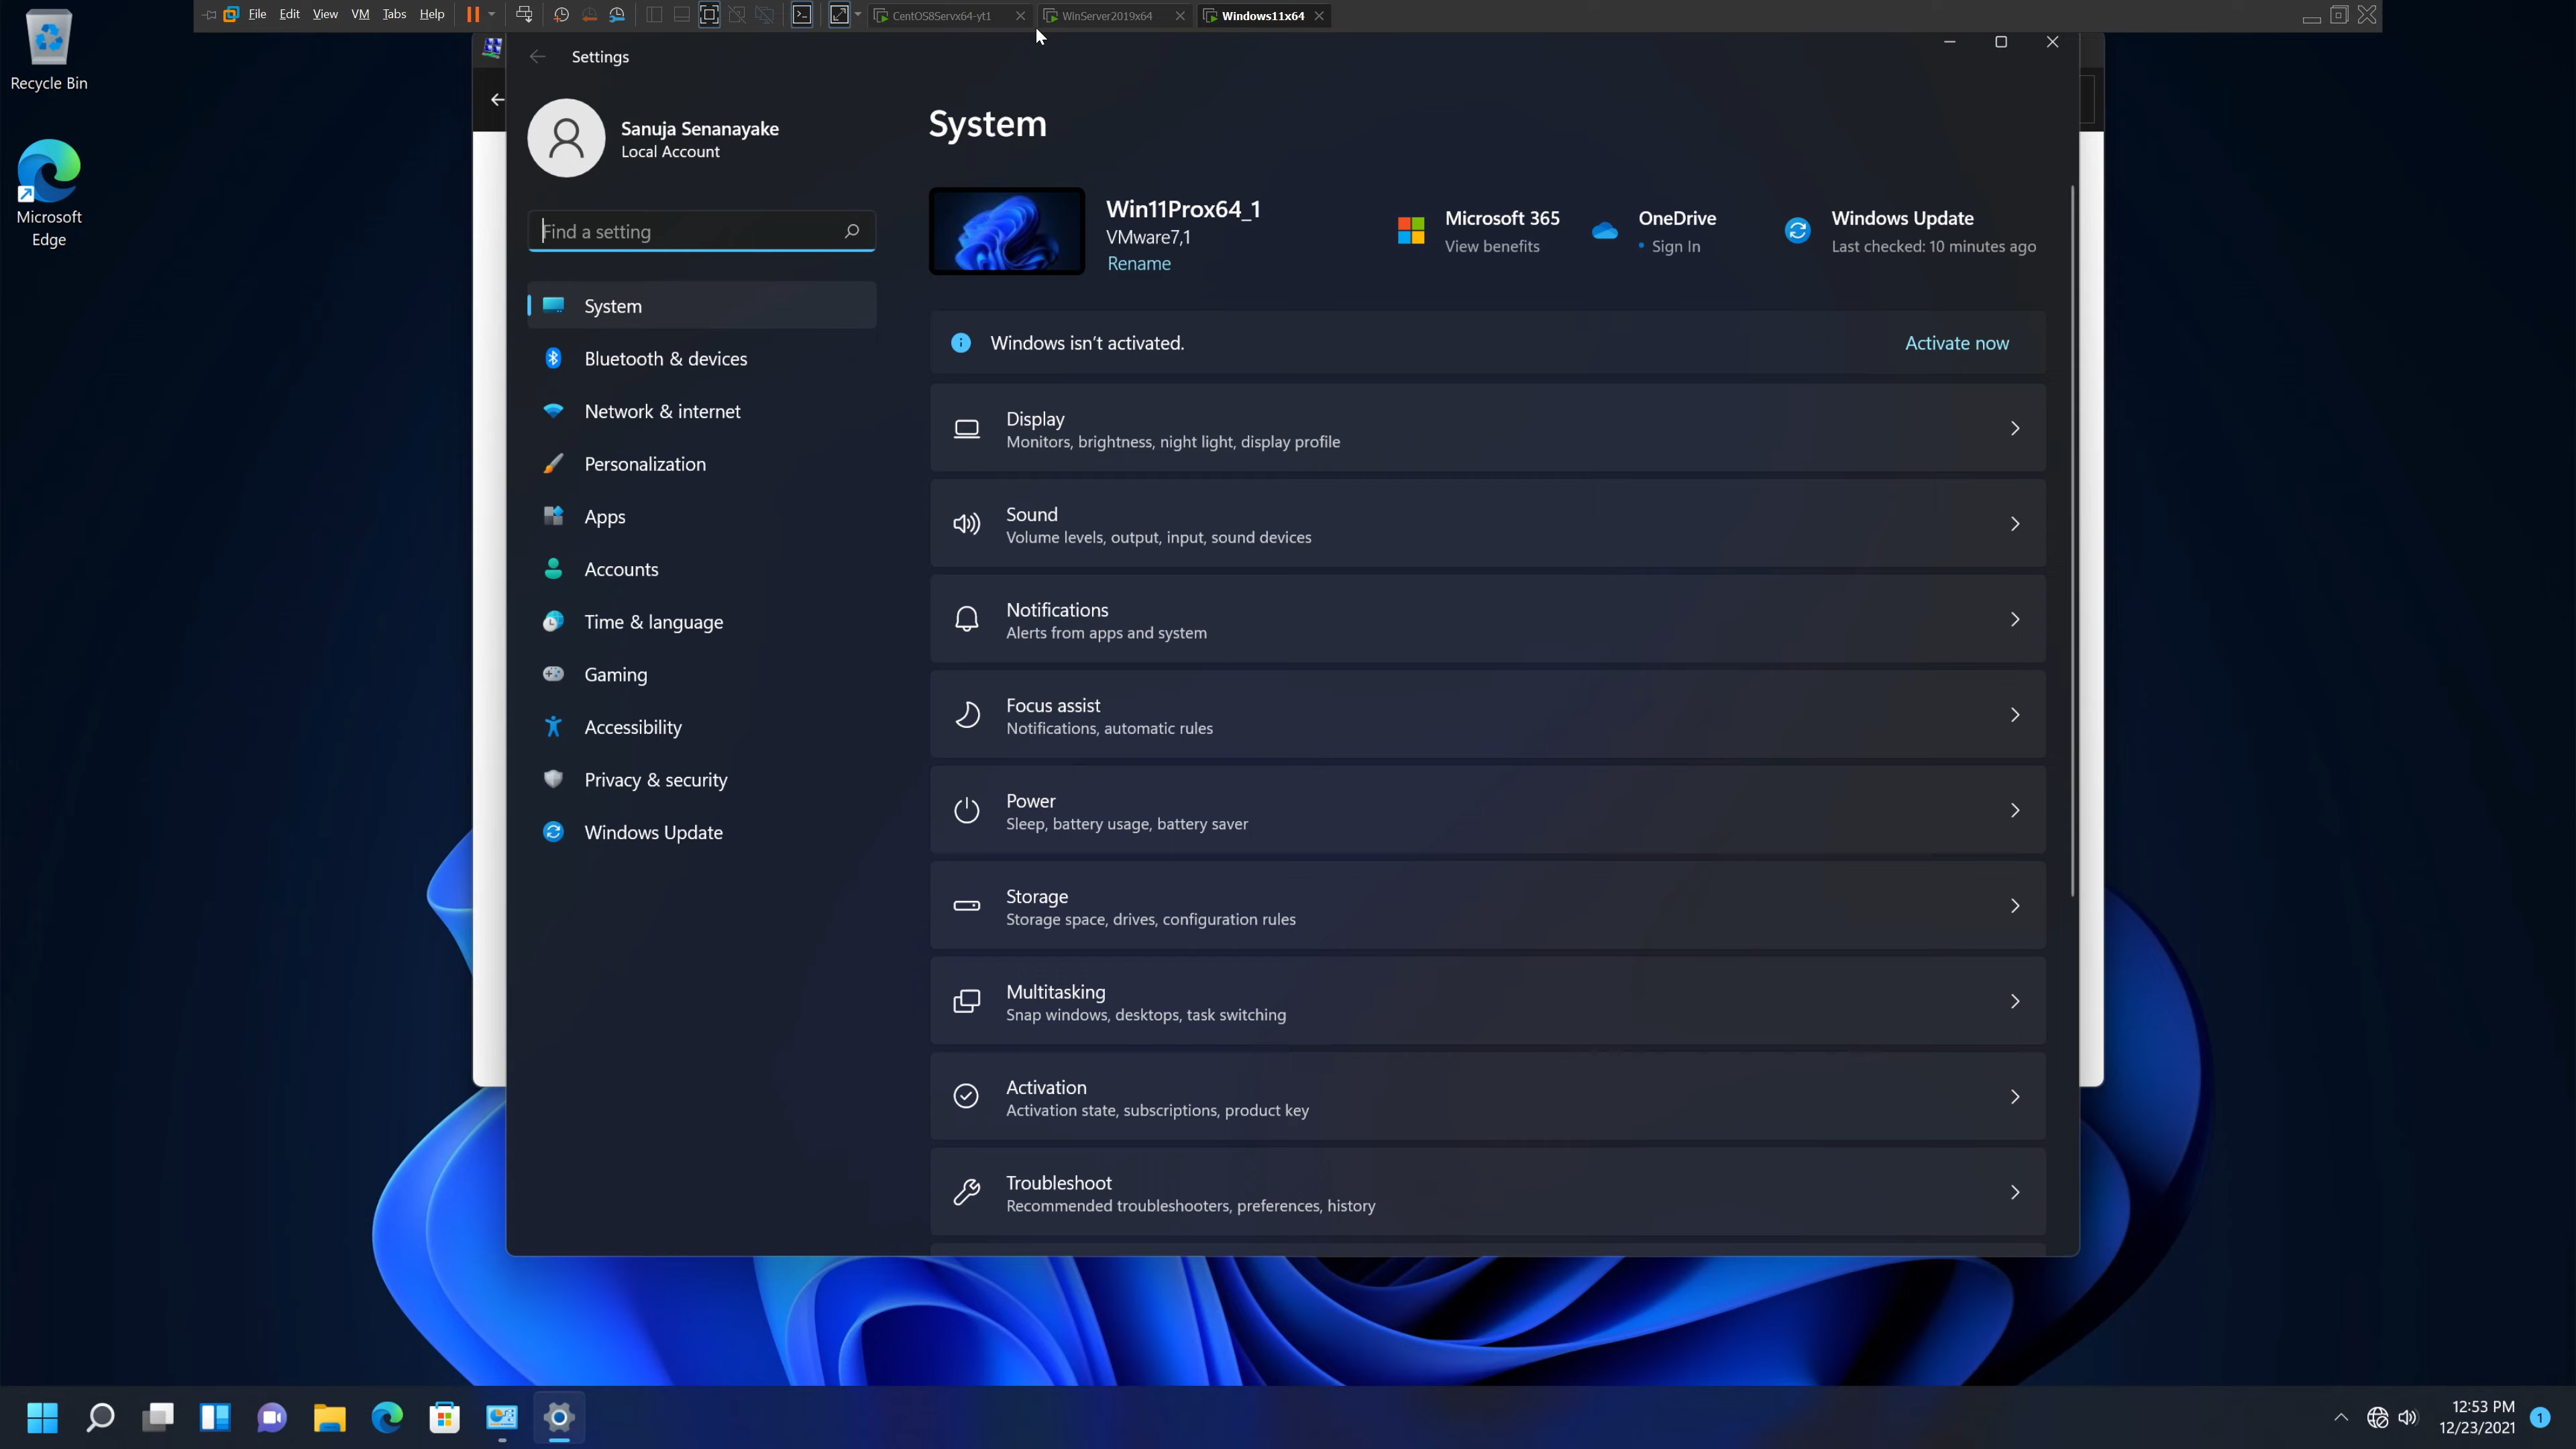 File Edit View VM Tabs Help
CentOS8Servx64-yt1
WinServer2019x64
Windows11x64
Recycle Bin
Microsoft
Edge
Settings
Sanuja Senanayake
Local Account
Find a setting
System
Bluetooth & devices
Network & internet
Personalization
Apps
Accounts
Time & language
Gaming
Accessibility
Privacy & security
Windows Update
System
Win11Prox64_1
VMware7,1
Rename
Microsoft 365
View benefits
OneDrive
• Sign In
Windows Update
Last checked: 10 minutes ago
Windows isn't activated.
Activate now
Display
Monitors, brightness, night light, display profile
Sound
Volume levels, output, input, sound devices
Notifications
Alerts from apps and system
Focus assist
Notifications, automatic rules
Power
Sleep, battery usage, battery saver
Storage
Storage space, drives, configuration rules
Multitasking
Snap windows, desktops, task switching
Activation
Activation state, subscriptions, product key
Troubleshoot
Recommended troubleshooters, preferences, history
12:53 PM
12/23/2021
1